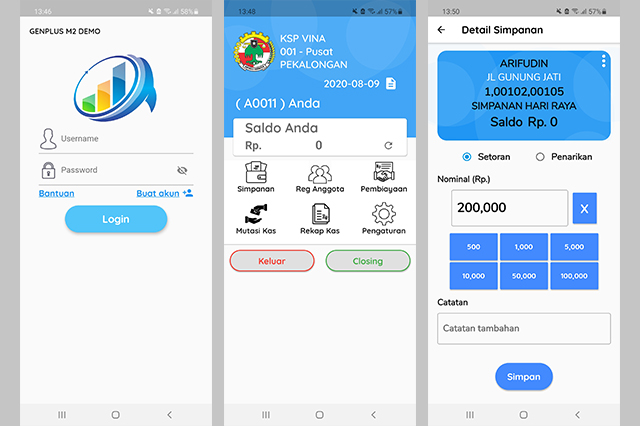 13:46
58%
GENPLUS M2 DEMO
Username
Password
Bantuan
Buat akun
Login
13:48
57%
KSP VINA
001 - Pusat
PEKALONGAN
2020-08-09
( A0011 ) Anda
Saldo Anda
Rp. 0
Simpanan
Reg Anggota
Pembiayaan
Mutasi Kas
Rekap Kas
Pengaturan
Keluar
Closing
13:50
57%
Detail Simpanan
ARIFUDIN
JL GUNUNG JATI
1,00102,00105
SIMPANAN HARI RAYA
Saldo Rp. 0
Setoran
Penarikan
Nominal (Rp.)
200,000
X
500
1,000
5,000
10,000
50,000
100,000
Catatan
Catatan tambahan
Simpan